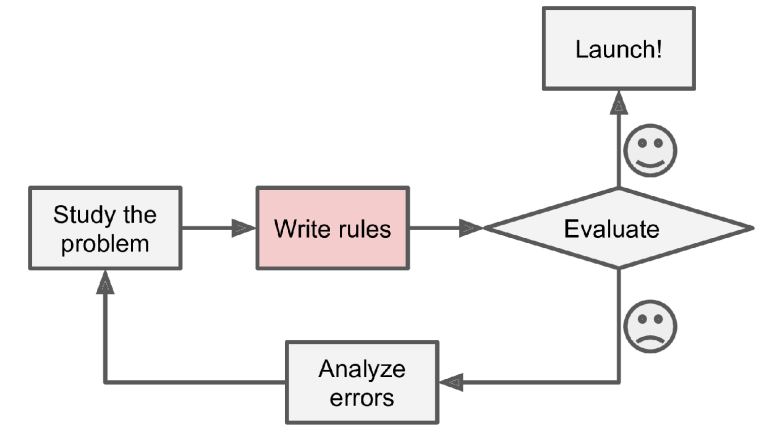 Launch!
Study the
problem
Write rules
Evaluate
Analyze
errors